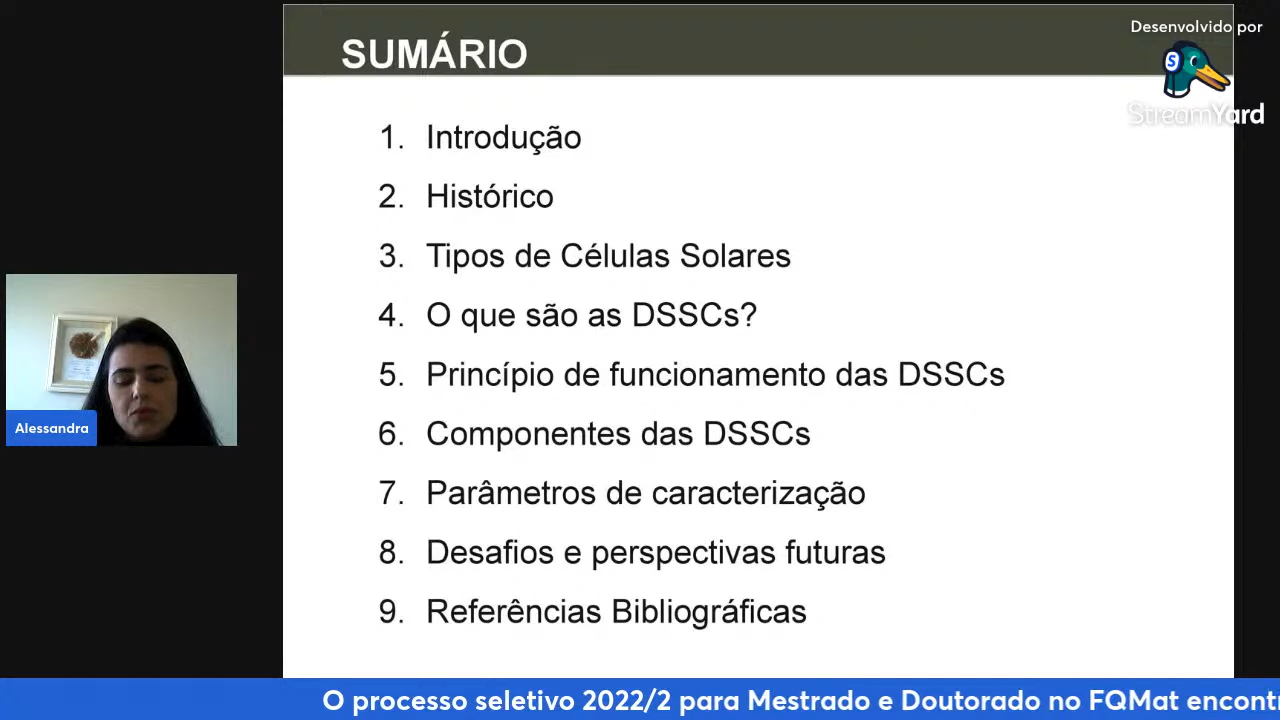 SUMÁRIO
Desenvolvido por
StreamYard
1. Introdução
2. Histórico
3. Tipos de Células Solares
4. O que são as DSSCs?
5. Princípio de funcionamento das DSSCs
6. Componentes das DSSCs
7. Parâmetros de caracterização
8. Desafios e perspectivas futuras
9. Referências Bibliográficas
Alessandra
O processo seletivo 2022/2 para Mestrado e Doutorado no FQMat encont